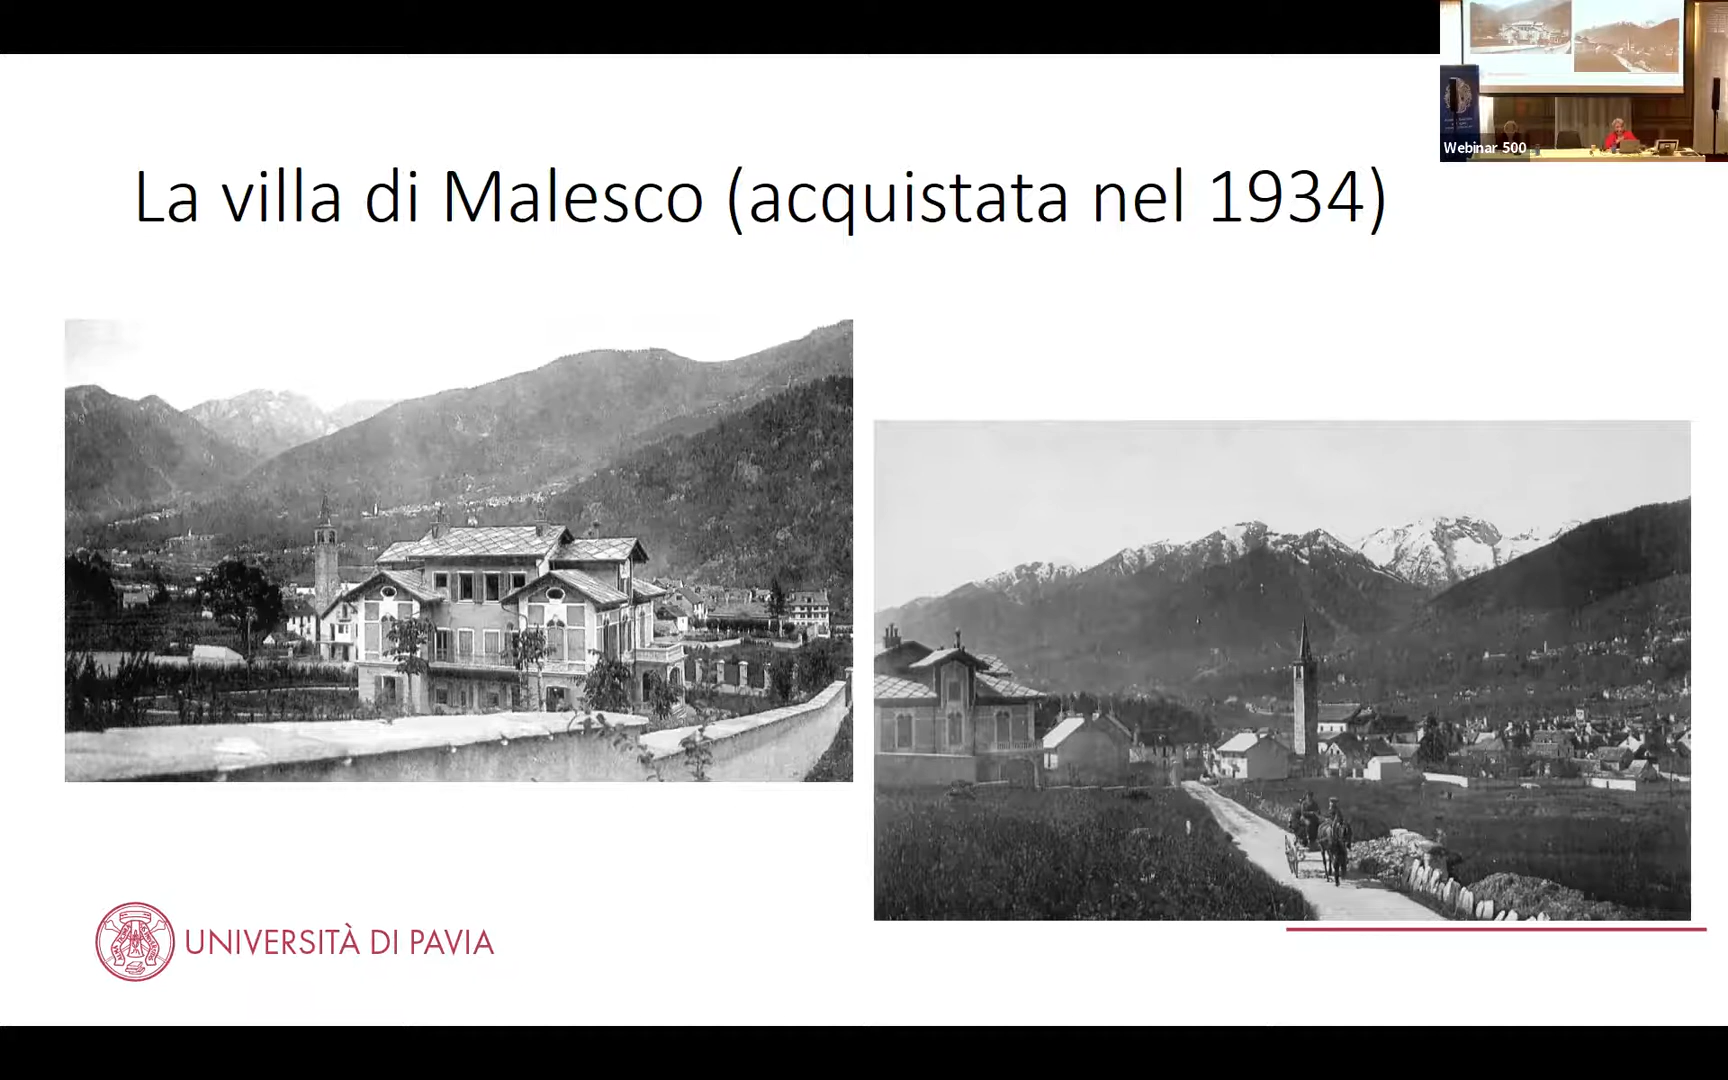 Webinar 500
La villa di Malesco (acquistata nel 1934)
UNIVERSITÀ DI PAVIA